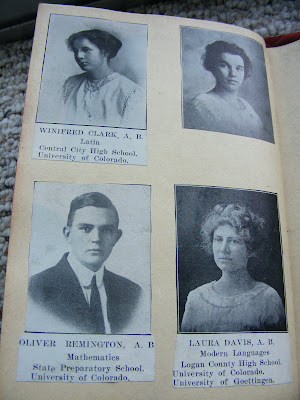 WINIFRED CLARK, A. B.
Latin
Central City High School.
University of Colorado.
OLIVER REMINGTON, A. B
Mathematics
State Preparatory School.
University of Colorado,
LAURA DAVIS, A. B,
Modern Languages
Logan County High School.
University of Colorado.
University of Goettingen.